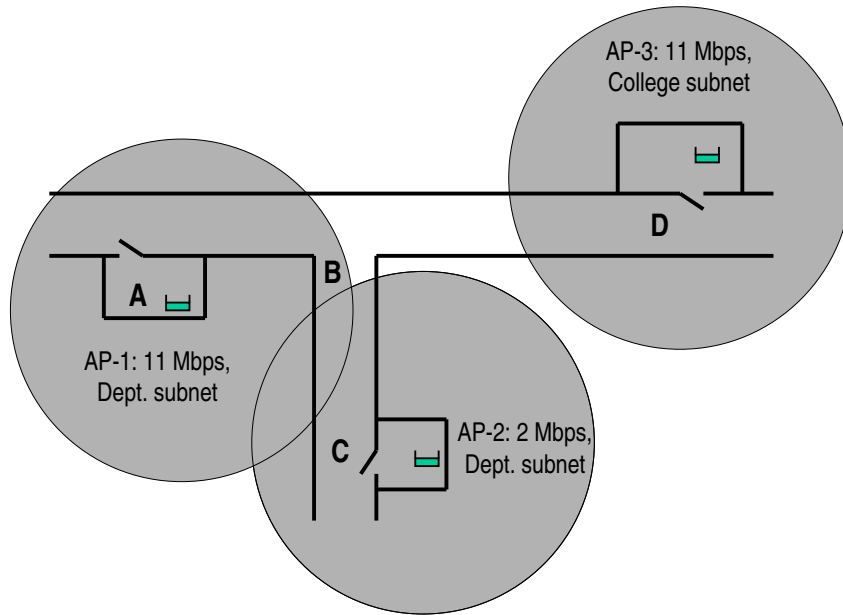 AP-3: 11 Mbps,
College subnet
D
B
A
AP-1: 11 Mbps,
Dept. subnet
C
AP-2: 2 Mbps,
Dept. subnet